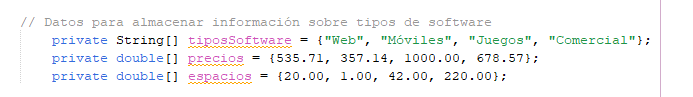 // Datos para almacenar información sobre tipos de software
private String[] tiposSoftware = {"Web", "Móviles", "Juegos", "Comercial"};
private double[] precios = {535.71, 357.14, 1000.00, 678.57};
private double[] espacios = {20.00, 1.00, 42.00, 220.00};